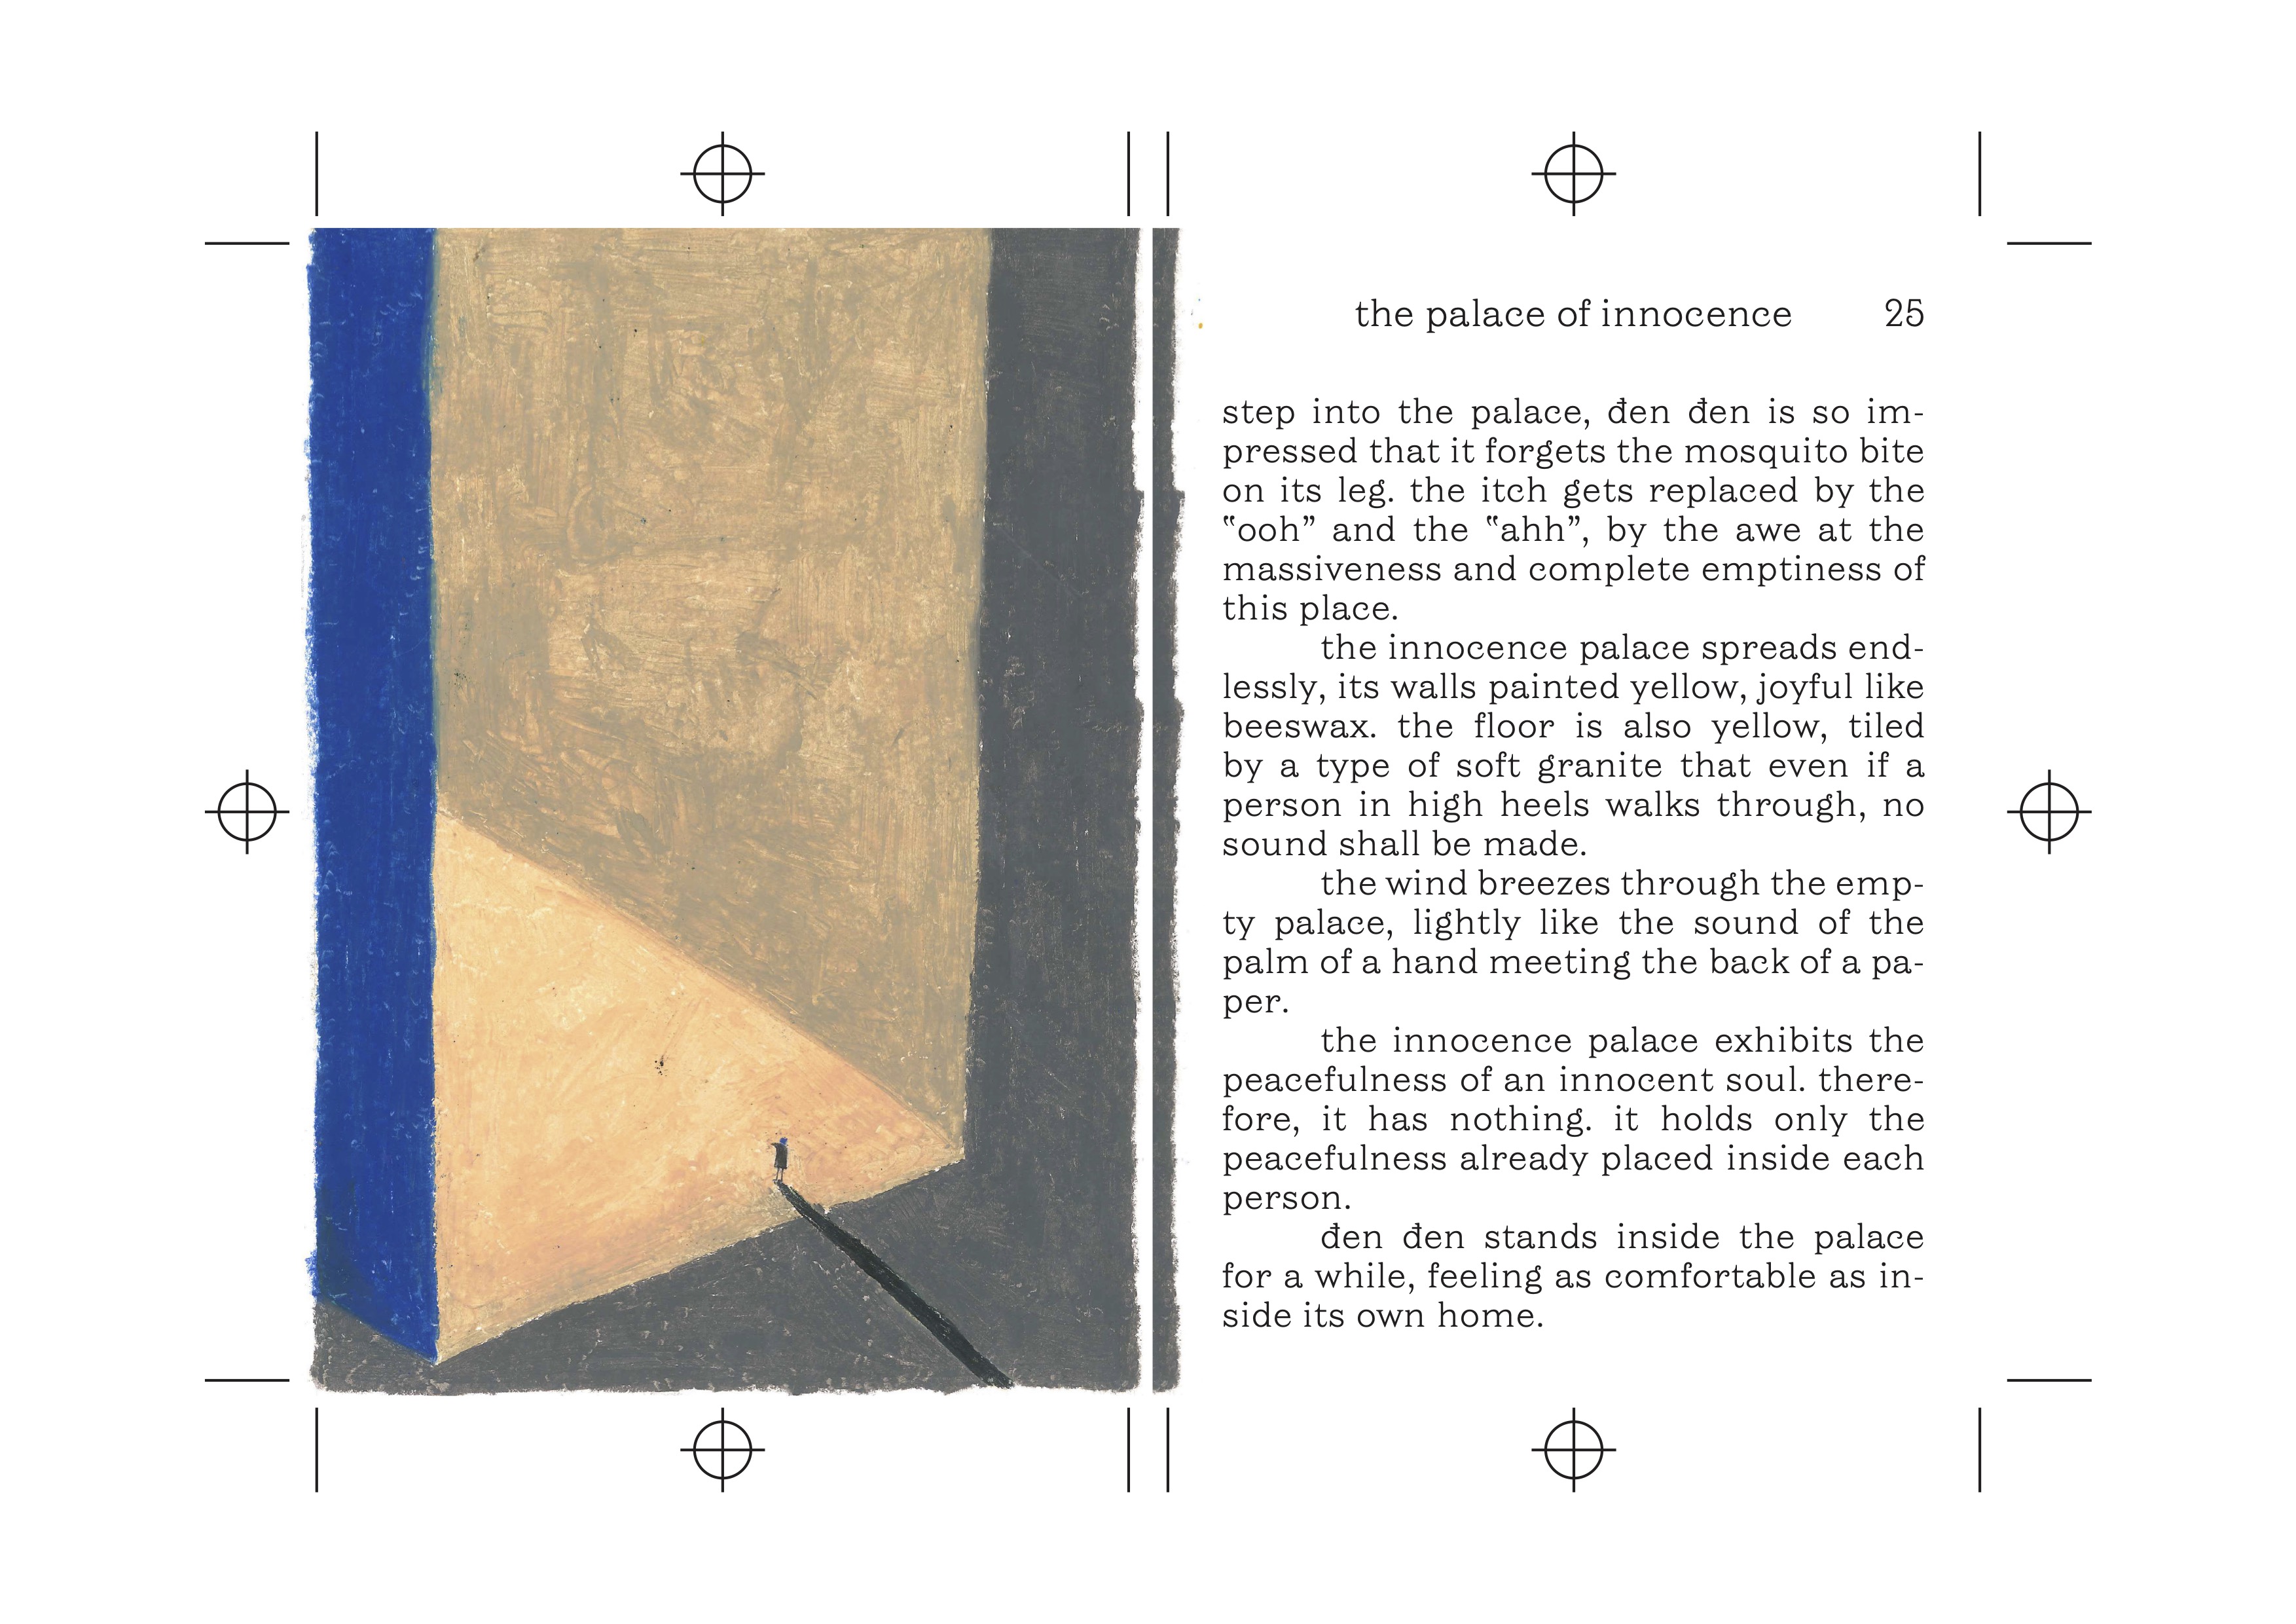 the palace of innocence 25
step into the palace, đen đen is so im-
pressed that it forgets the mosquito bite
on its leg. the itch gets replaced by the
“ooh” and the “ahh”, by the awe at the
massiveness and complete emptiness of
this place.
the innocence palace spreads end-
lessly, its walls painted yellow, joyful like
beeswax. the floor is also yellow, tiled
by a type of soft granite that even if a
person in high heels walks through, no
sound shall be made.
the wind breezes through the emp-
ty palace, lightly like the sound of the
palm of a hand meeting the back of a pa-
per.
the innocence palace exhibits the
peacefulness of an innocent soul. there-
fore, it has nothing. it holds only the
peacefulness already placed inside each
person.
đen đen stands inside the palace
for a while, feeling as comfortable as in-
side its own home.